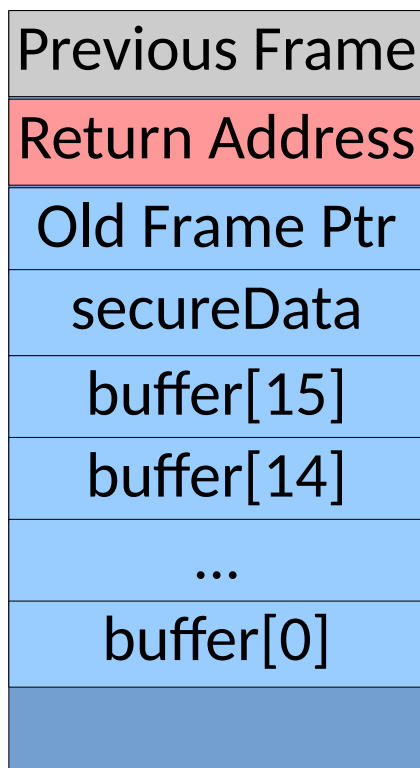 Previous Frame
Return Address
Old Frame Ptr
secureData
buffer[15]
buffer[14]
...
buffer[0]